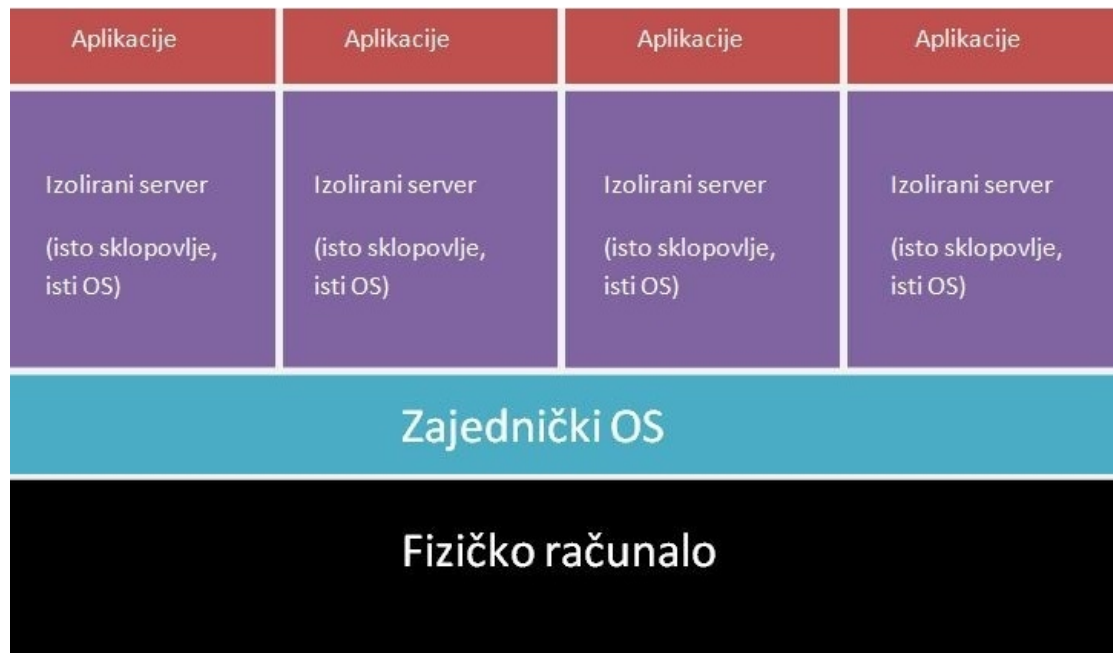 Aplikacije
Aplikacije
Aplikacije
Aplikacije
Izolirani server
(isto sklopovlje,
isti OS)
Izolirani server
(isto sklopovlje,
isti OS)
Izolirani server
(isto sklopovlje,
isti OS)
Izolirani server
(isto sklopovlje,
isti OS)
Zajednički OS
Fizičko računalo